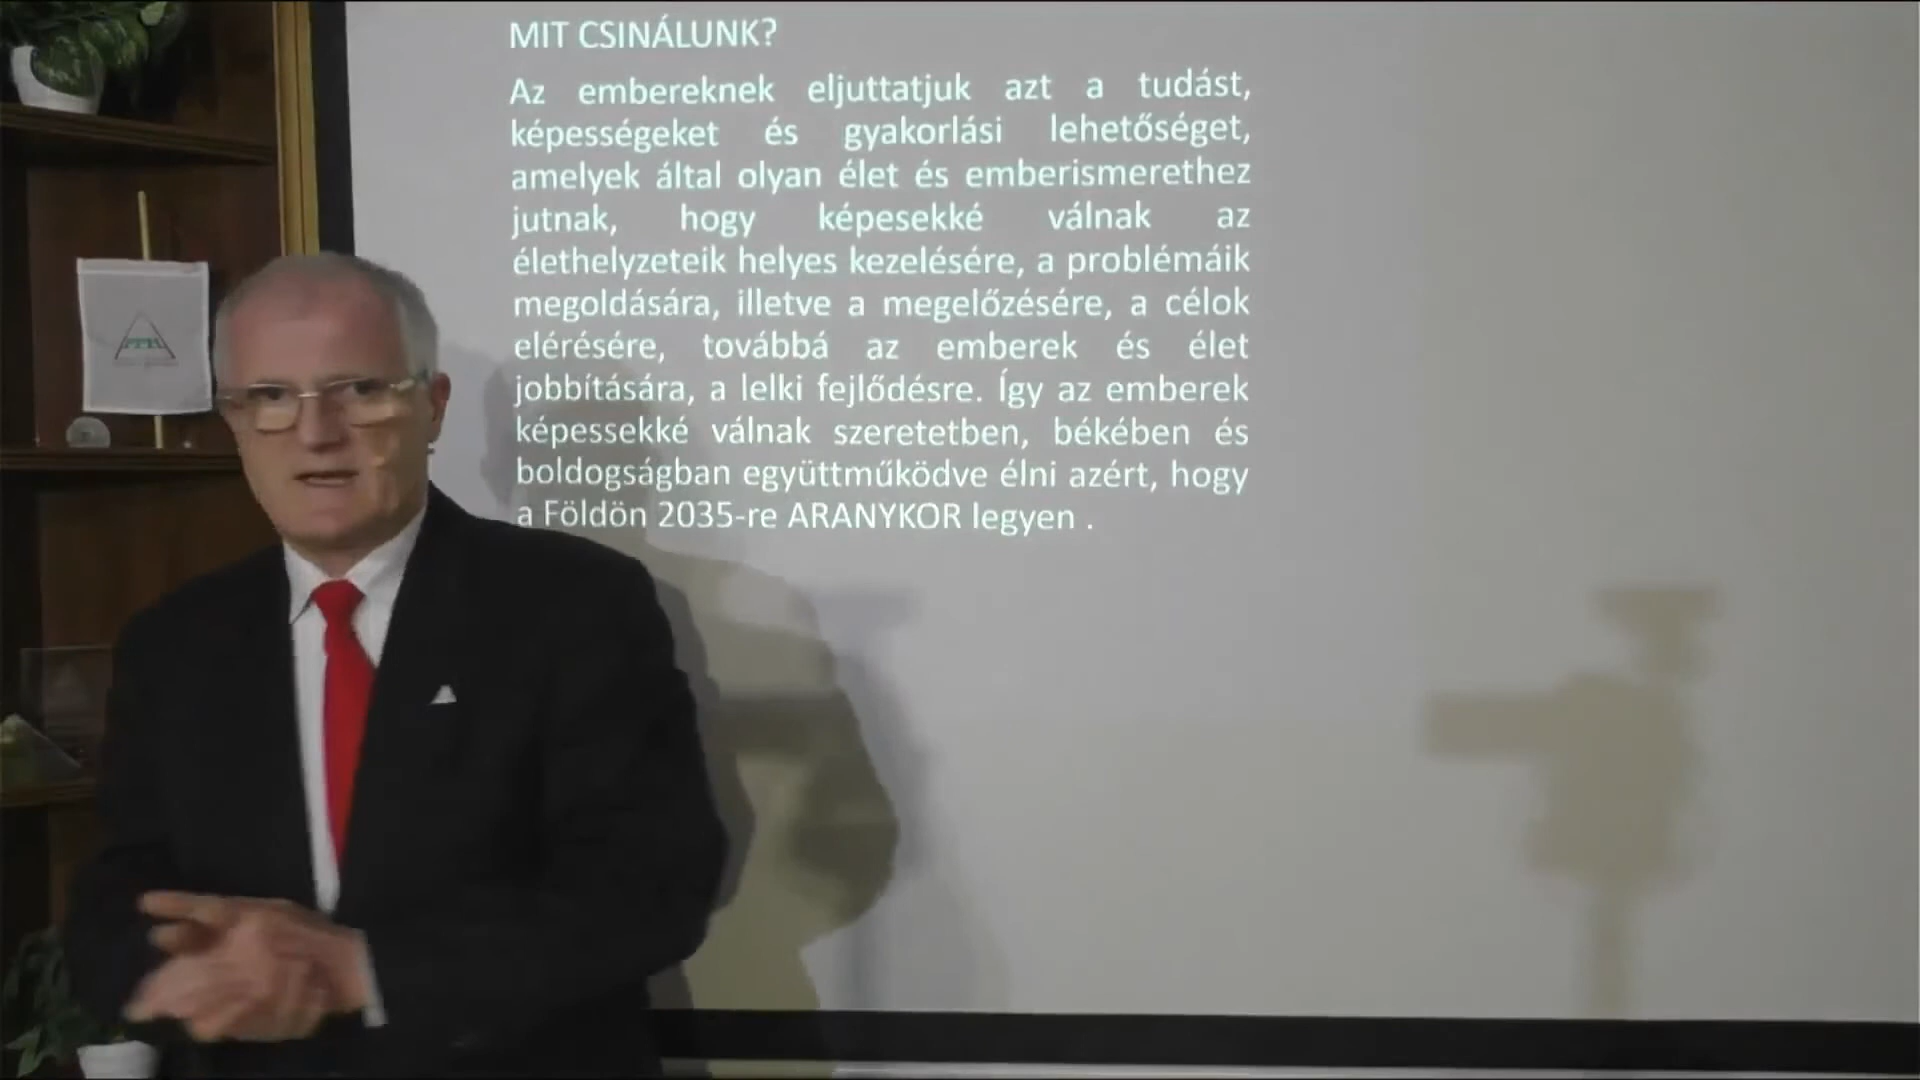 MIT CSINÁLUNK?
Az embereknek eljuttatjuk azt a tudást,
képességeket és gyakorlási lehetőséget,
amelyek által olyan élet és emberismerethez
jutnak, hogy képesekké válnak az
élethelyzeteik helyes kezelésére, a problémáik
megoldására, illetve a megelőzésére, a célok
elérésére, továbbá az emberek és élet
jobbítására, a lelki fejlődésre. Így az emberek
képessekké válnak szeretetben, békében és
boldogságban együttműködve élni azért, hogy
a Földön 2035-re ARANYKOR legyen .